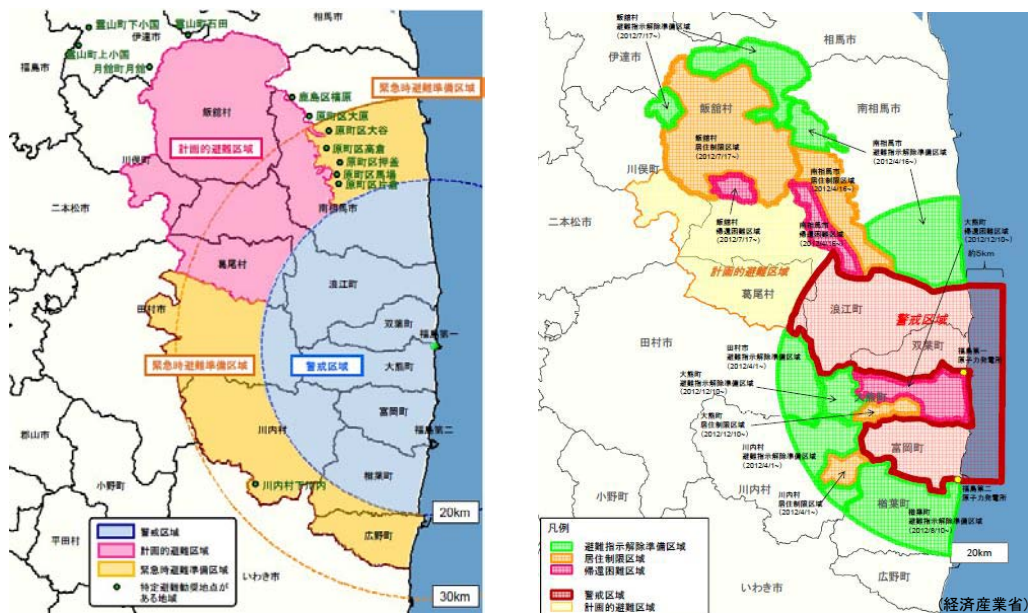 霊山町下小国
霊山町石田
伊達市
相馬市
霊山町上小国
福島市
月舘町月舘
緊急時避難準備区域
鹿島区橲原
飯舘村
原町区大原
原町区大谷
計画的避難区域
原町区高倉
原町区押釜
川俣町
原町区馬場
原町区片倉
二本松市
南相馬市
葛尾村
浪江町
田村市
双葉町
福島第一
緊急時避難準備区域
警戒区域
大熊町
富岡町
郡山市
川内村
福島第二
楢葉町
川内村下川内
小野町
20km
広野町
平田村
いわき市
30km
警戒区域
計画的避難区域
緊急時避難準備区域
特定避難勧奨地点が
ある地域
飯舘村
避難指示解除準備区域
(2012/7/17~)
相馬市
伊達市
飯舘村
南相馬市
飯舘村
居住制限区域
(2012/7/17~)
南相馬市
避難指示解除準備区域
(2012/4/16~)
川俣町
南相馬市
居住制限区域
(2012/4/16~)
二本松市
大熊町
帰還困難区域
(2012/12/10~)
飯舘村
帰還困難区域
(2012/7/17~)
南相馬市
帰還困難区域
(2012/4/16~)
約5km
計画的避難区域
葛尾村
浪江町
警戒区域
双葉町
田村市
田村市
避難指示解除準備区域
(2012/4/1~)
福島第一
原子力発電所
大熊町
避難指示解除準備区域
(2012/12/10~)
大熊町
大熊町
居住制限区域
(2012/12/10~)
川内村
避難指示解除準備区域
(2012/4/1~)
富岡町
福島第二
原子力発電所
小野町
川内村
川内村
居住制限区域
(2012/4/1~)
楢葉町
楢葉町
避難指示解除準備区域
(2012/8/10~)
20km
凡例
避難指示解除準備区域
居住制限区域
帰還困難区域
警戒区域
計画的避難区域
いわき市
広野町
(経済産業省)